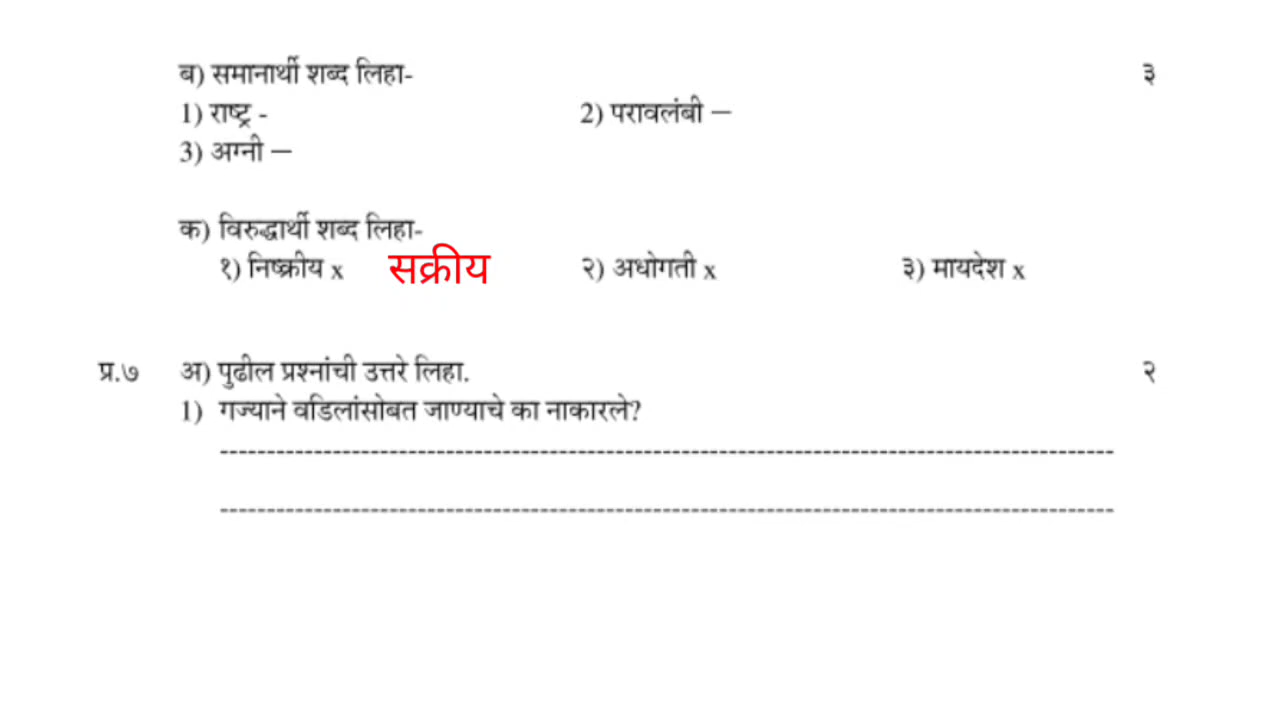 ब) समानार्थी शब्द लिहा- ३
1) राष्ट्र - 2) परावलंबी –
3) अग्नी –
क) विरुद्धार्थी शब्द लिहा-
१) निष्क्रीय x सक्रीय २) अधोगती x ३) मायदेश x
प्र.७ अ) पुढील प्रश्नांची उत्तरे लिहा. २
1) गज्याने वडिलांसोबत जाण्याचे का नाकारले?